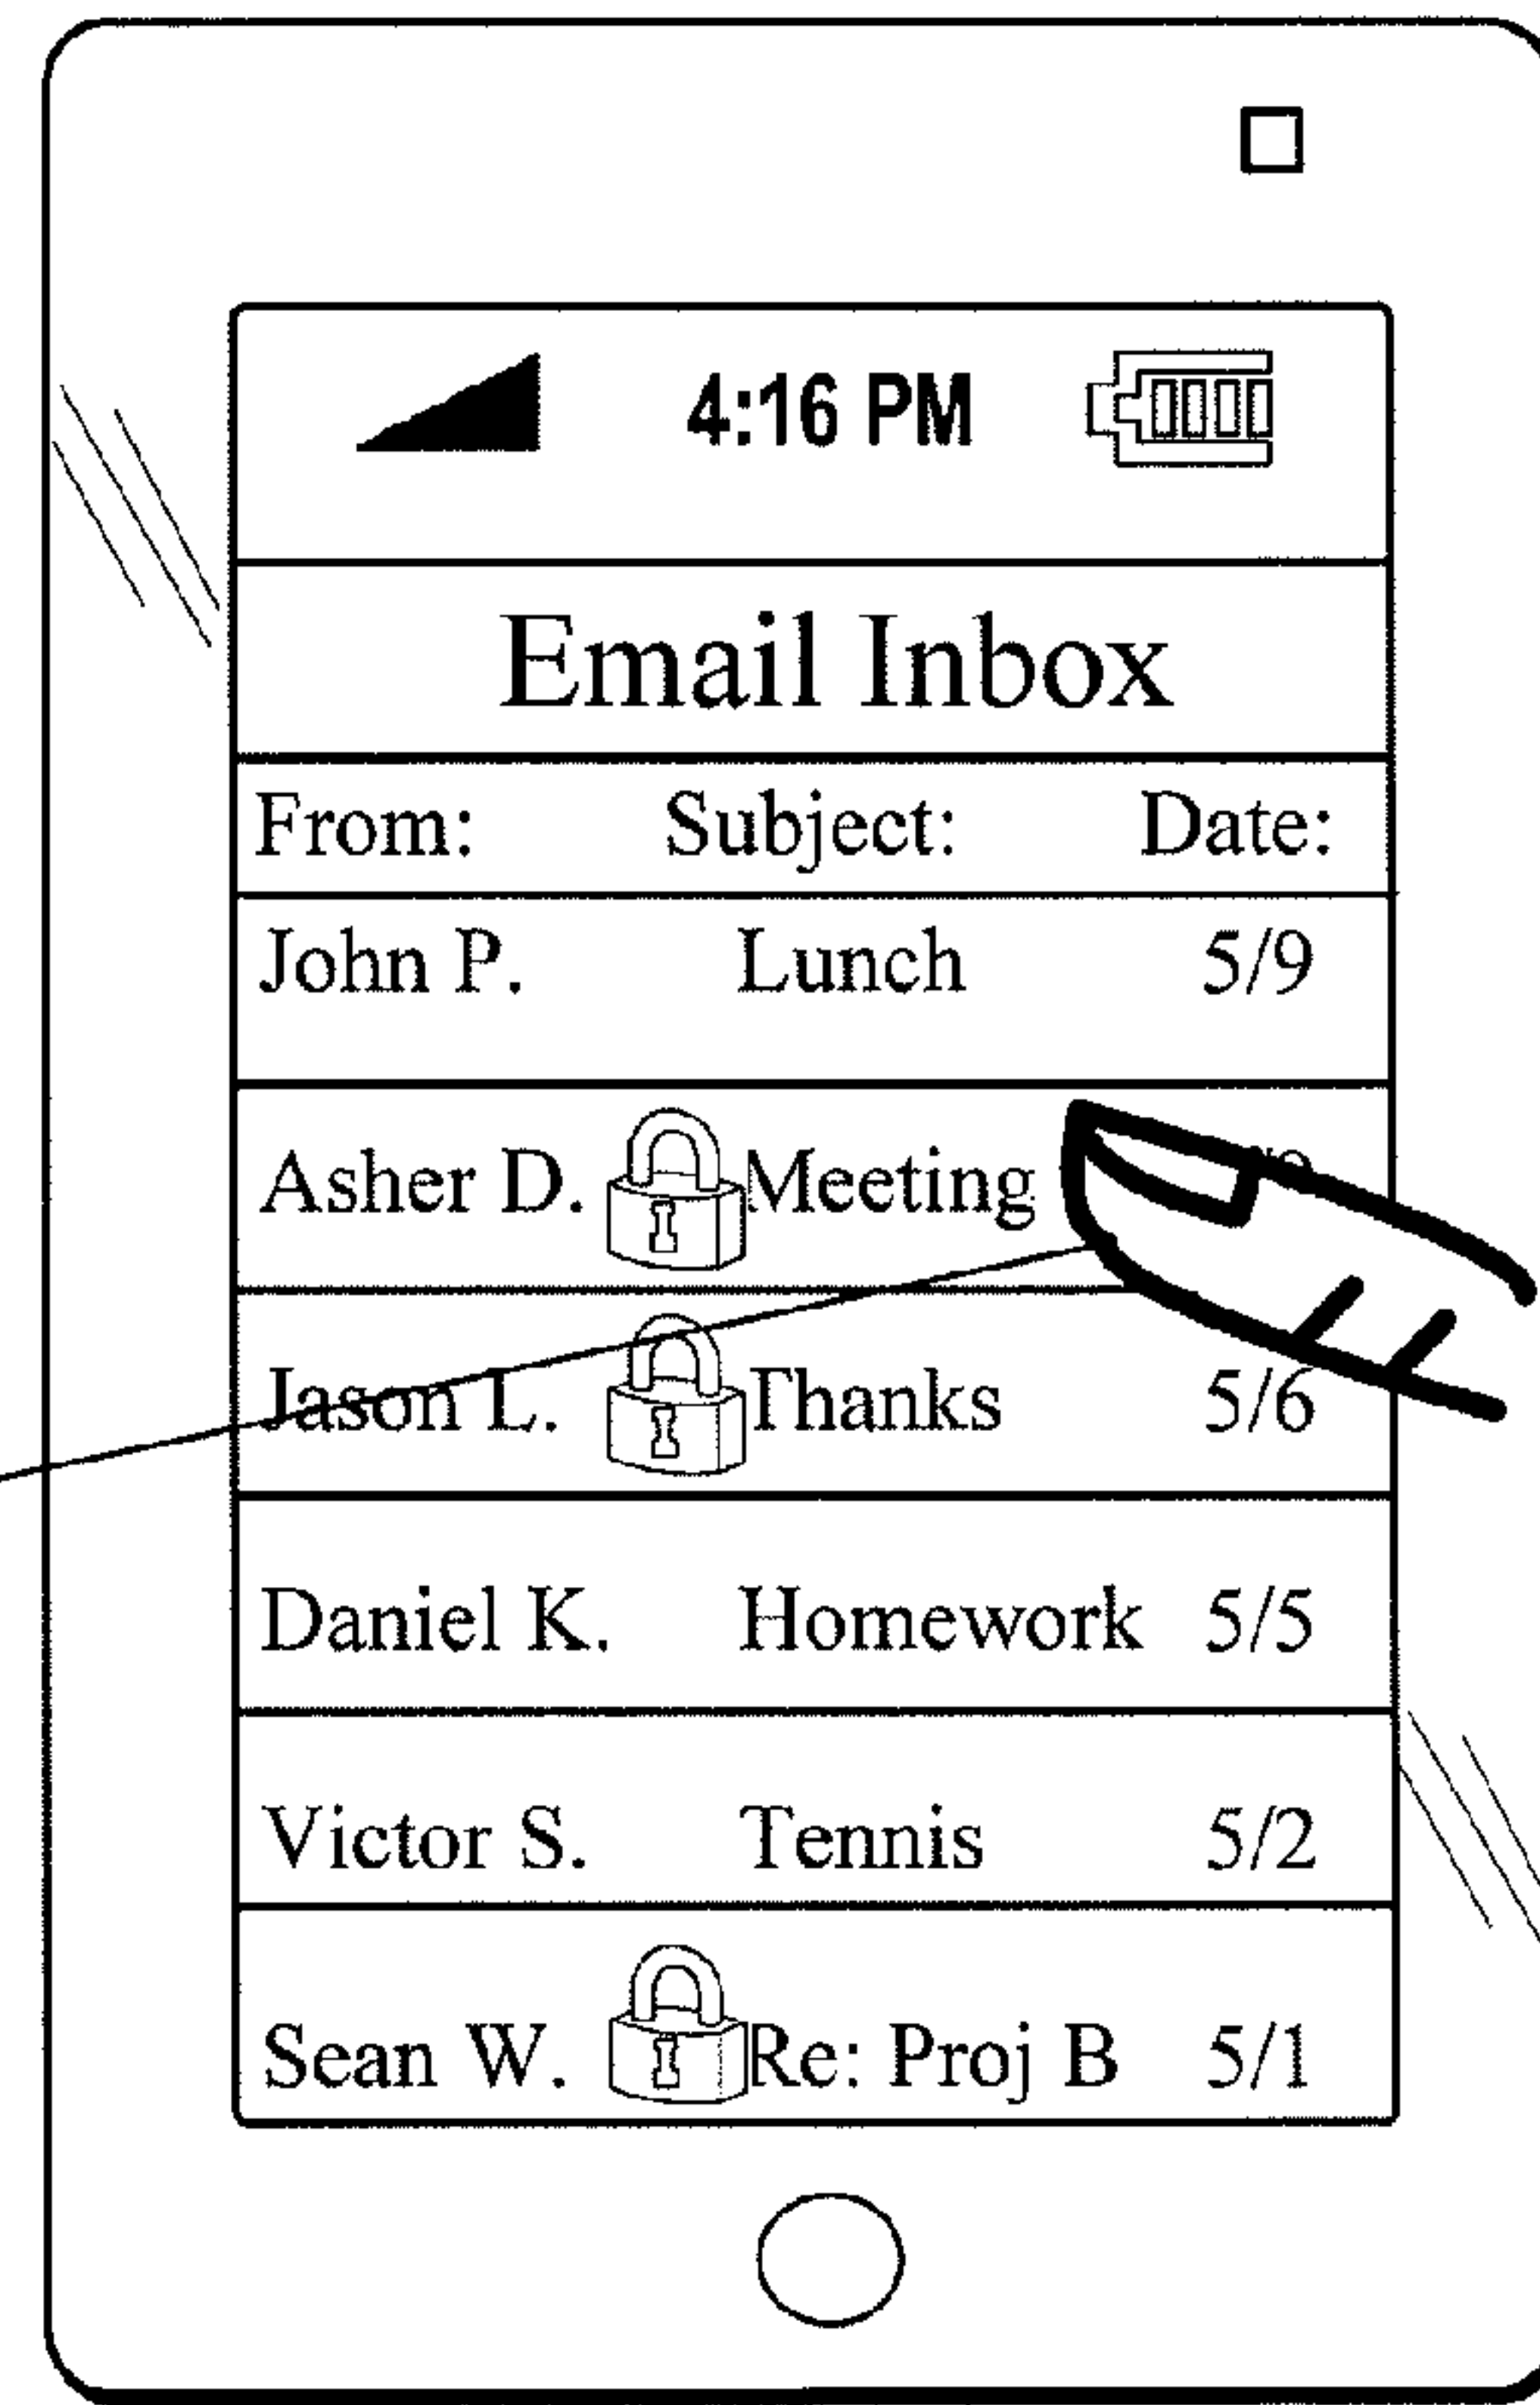 4:16 PM
Email Inbox
From: Subject: Date:
John P. Lunch 5/9
Asher D. Meeting
Jason L. Thanks 5/6
Daniel K. Homework 5/5
Victor S. Tennis 5/2
Sean W. Re: Proj B 5/1